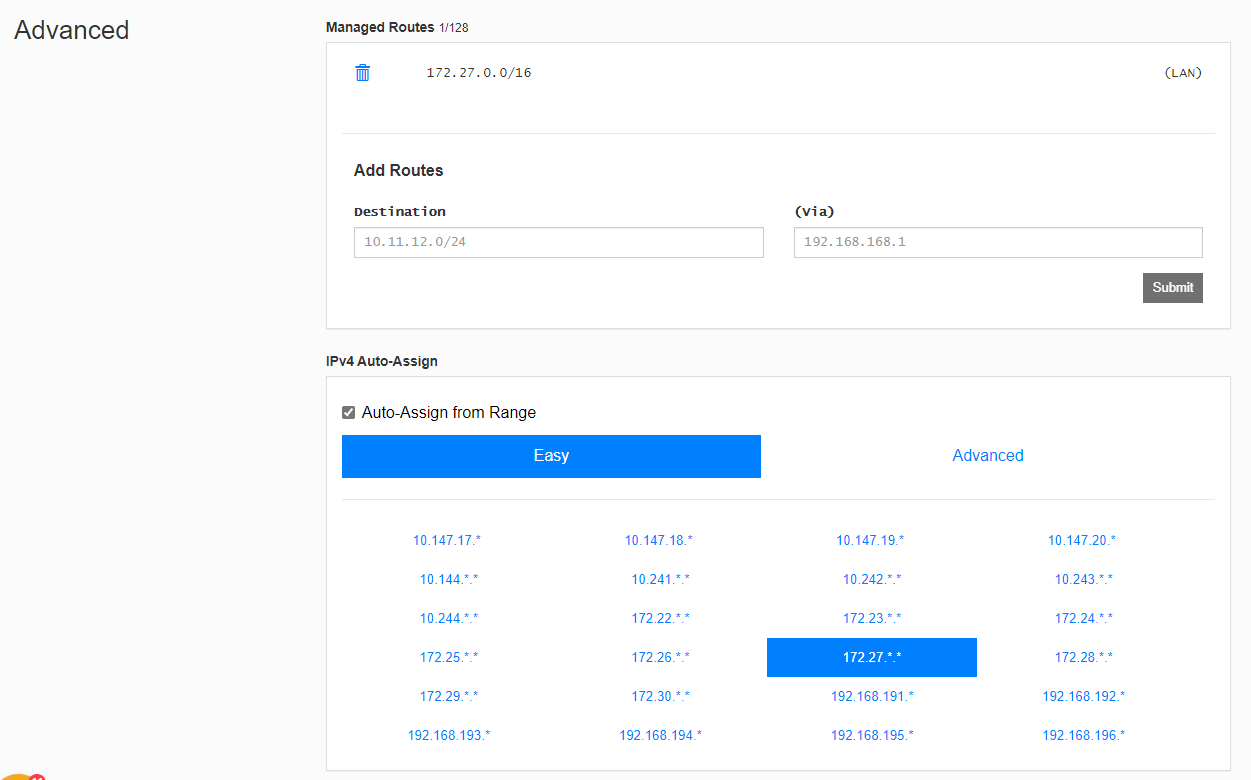 Advanced
Managed Routes 1/128
172.27.0.0/16 (LAN)
Add Routes
Destination (Via)
10.11.12.0/24 192.168.168.1
Submit
IPv4 Auto-Assign
Auto-Assign from Range
Easy Advanced
10.147.17.* 10.147.18.* 10.147.19.* 10.147.20.*
10.144.*.* 10.241.*.* 10.242.*.* 10.243.*.*
10.244.*.* 172.22.*.* 172.23.*.* 172.24.*.*
172.25.*.* 172.26.*.* 172.27.*.* 172.28.*.*
172.29.*.* 172.30.*.* 192.168.191.* 192.168.192.*
192.168.193.* 192.168.194.* 192.168.195.* 192.168.196.*